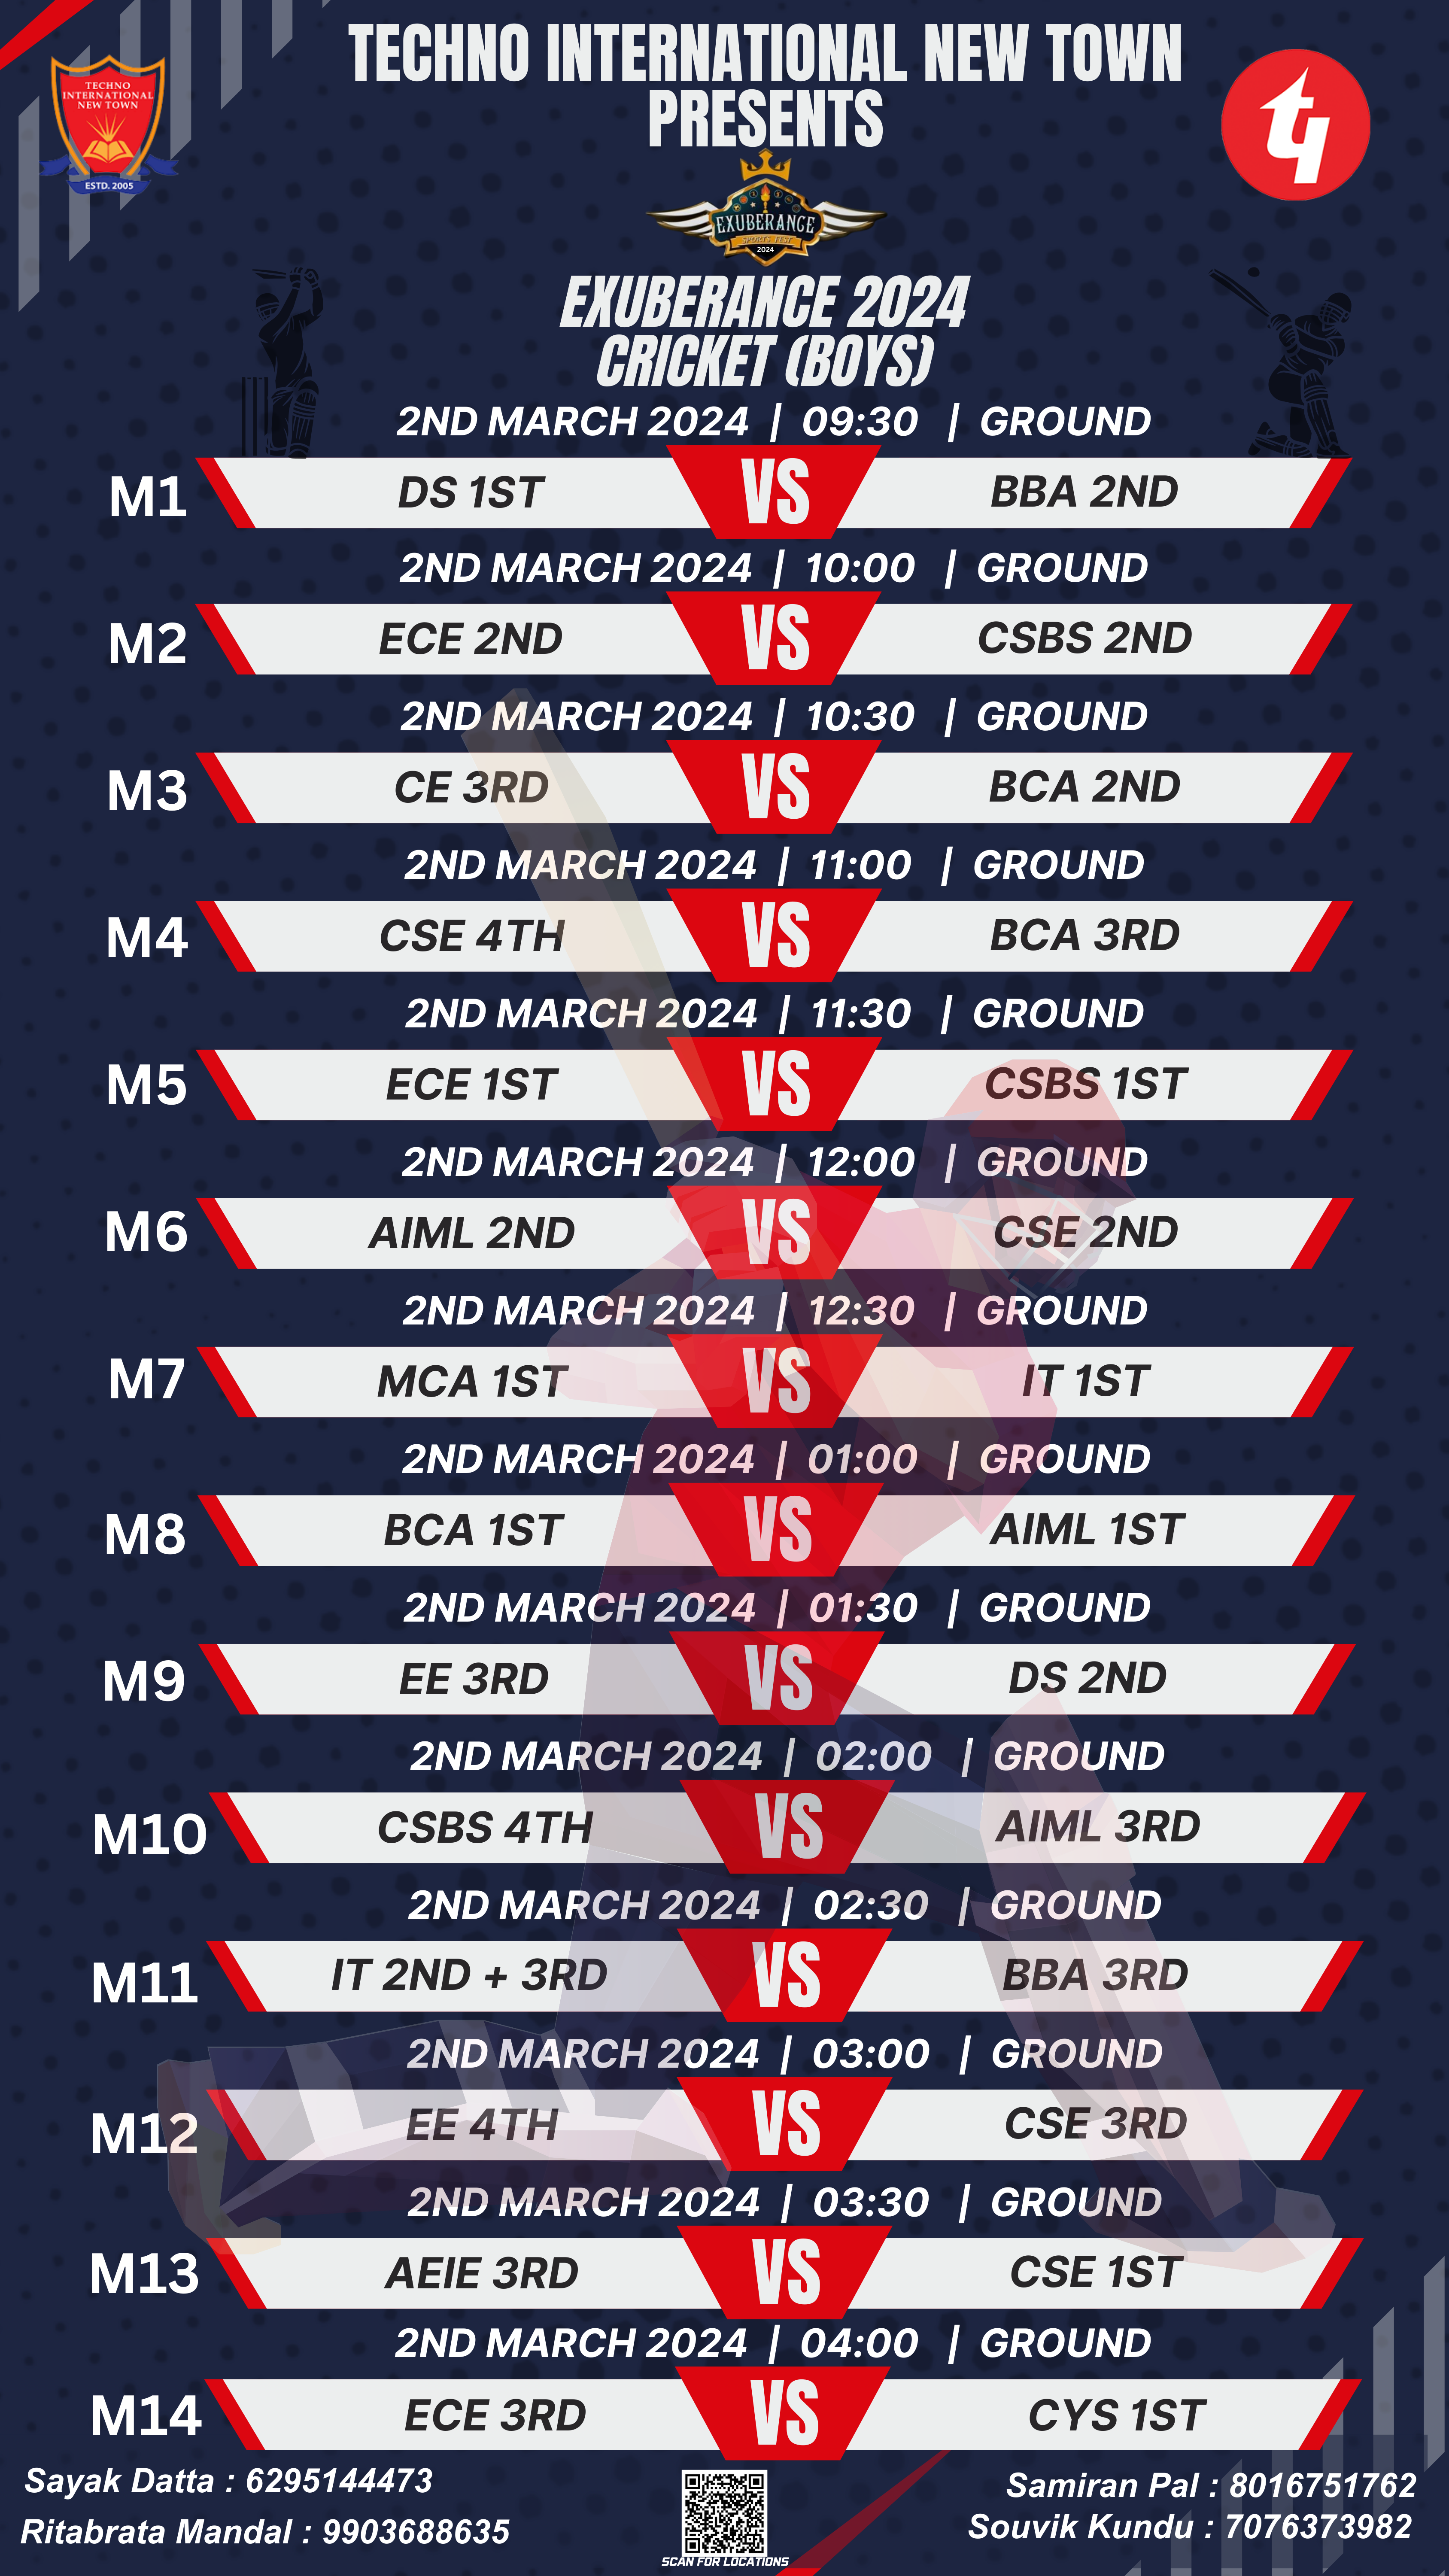 TECHNO INTERNATIONAL NEW TOWN
PRESENTS
TECHNO
INTERNATIONAL
NEW TOWN
ESTD. 2005
EXUBERANCE
SPORTS FEST
2024
EXUBERANCE 2024
CRICKET (BOYS)
2ND MARCH 2024 | 09:30 | GROUND
M1 DS 1ST VS BBA 2ND
2ND MARCH 2024 | 10:00 | GROUND
M2 ECE 2ND VS CSBS 2ND
2ND MARCH 2024 | 10:30 | GROUND
M3 CE 3RD VS BCA 2ND
2ND MARCH 2024 | 11:00 | GROUND
M4 CSE 4TH VS BCA 3RD
2ND MARCH 2024 | 11:30 | GROUND
M5 ECE 1ST VS CSBS 1ST
2ND MARCH 2024 | 12:00 | GROUND
M6 AIML 2ND VS CSE 2ND
2ND MARCH 2024 | 12:30 | GROUND
M7 MCA 1ST VS IT 1ST
2ND MARCH 2024 | 01:00 | GROUND
M8 BCA 1ST VS AIML 1ST
2ND MARCH 2024 | 01:30 | GROUND
M9 EE 3RD VS DS 2ND
2ND MARCH 2024 | 02:00 | GROUND
M10 CSBS 4TH VS AIML 3RD
2ND MARCH 2024 | 02:30 | GROUND
M11 IT 2ND + 3RD VS BBA 3RD
2ND MARCH 2024 | 03:00 | GROUND
M12 EE 4TH VS CSE 3RD
2ND MARCH 2024 | 03:30 | GROUND
M13 AEIE 3RD VS CSE 1ST
2ND MARCH 2024 | 04:00 | GROUND
M14 ECE 3RD VS CYS 1ST
Sayak Datta : 6295144473
Ritabrata Mandal : 9903688635
Samiran Pal : 8016751762
Souvik Kundu : 7076373982
SCAN FOR LOCATIONS